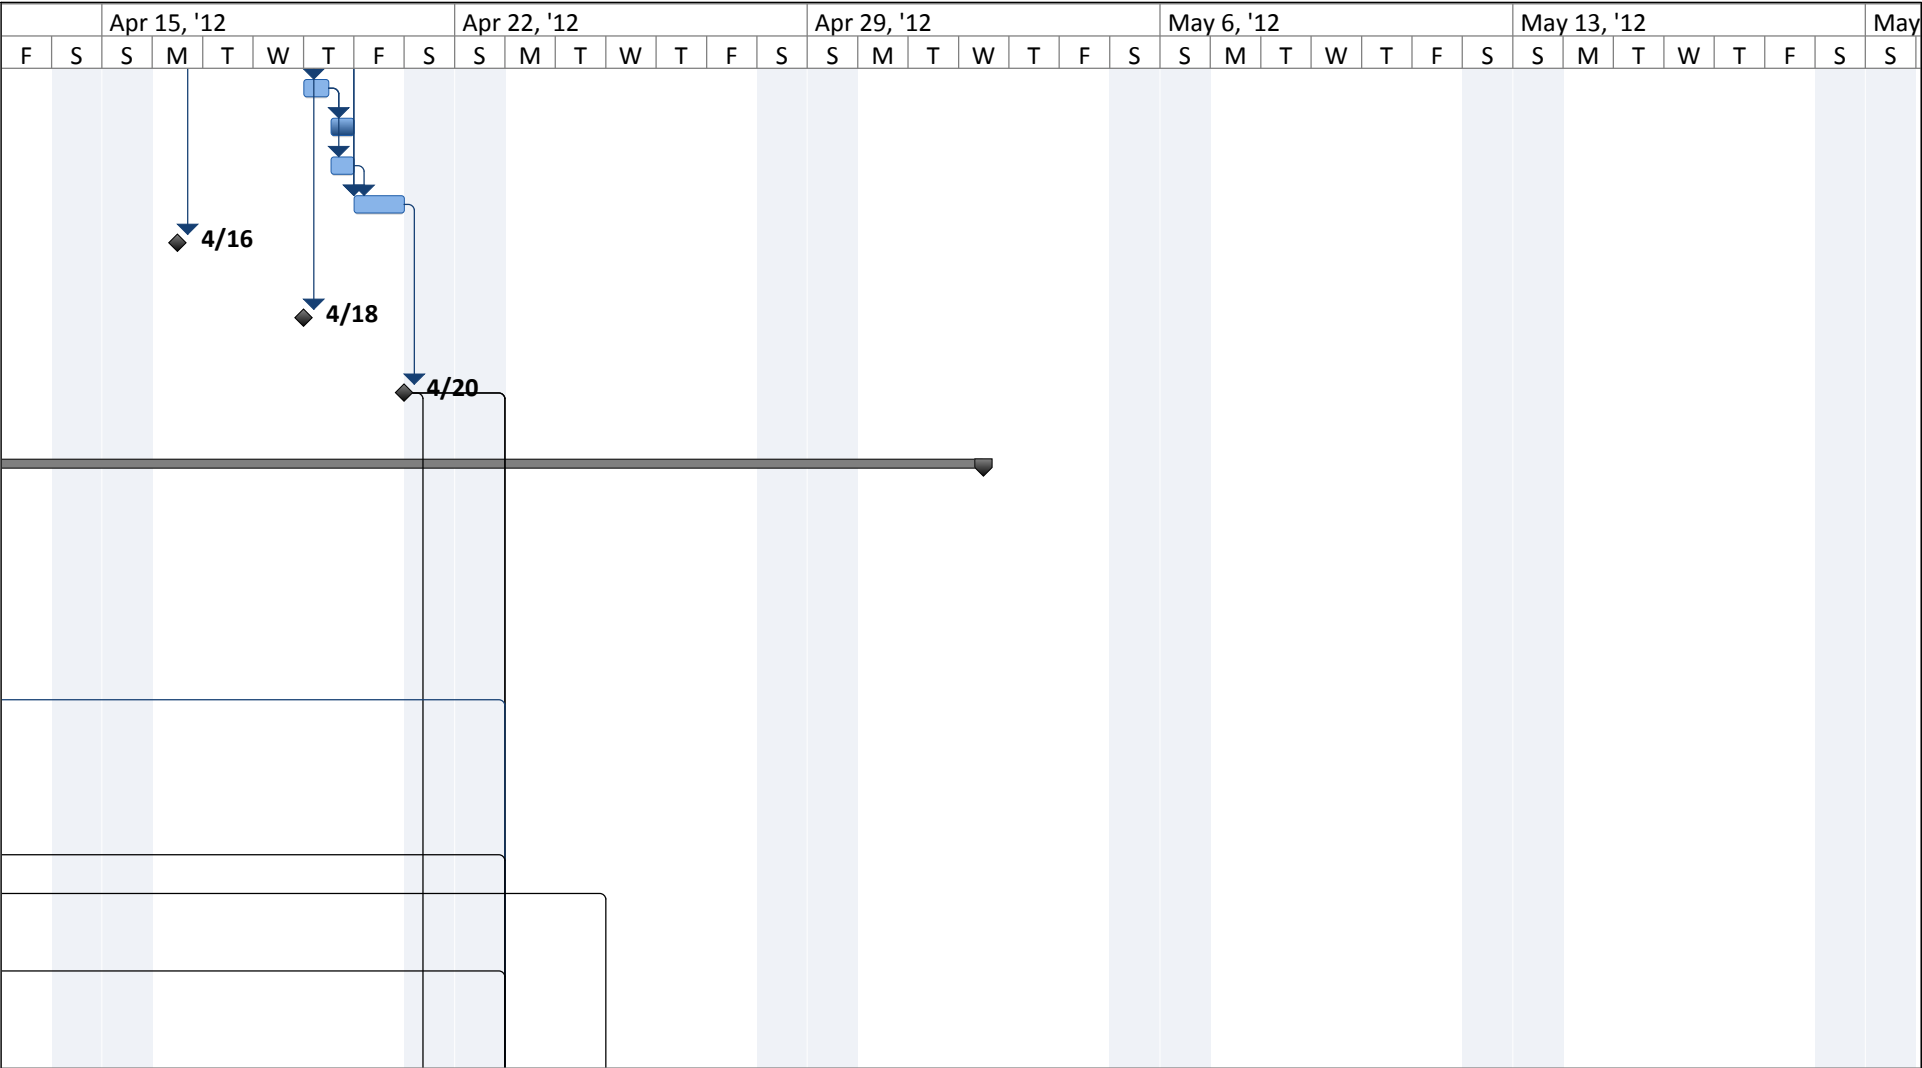 Apr 15, '12 Apr 22, '12 Apr 29, '12 May 6, '12 May 13, '12 May
F S S M T W T F S S M T W T F S S M T W T F S S M T W T F S S M T W T F S S
4/16
4/18
4/20